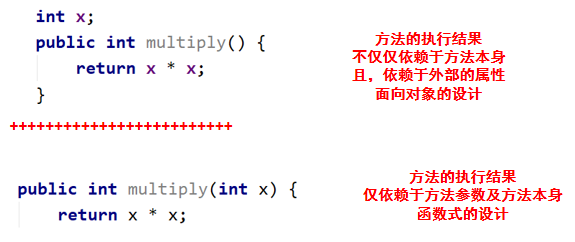 int x;
public int multiply() {
return x * x;
}
方法的执行结果
不仅仅依赖于方法本身
且，依赖于外部的属性
面向对象的设计
+++++++++++++++++++++++++
public int multiply(int x) {
return x * x;
方法的执行结果
仅依赖于方法参数及方法本身
函数式的设计